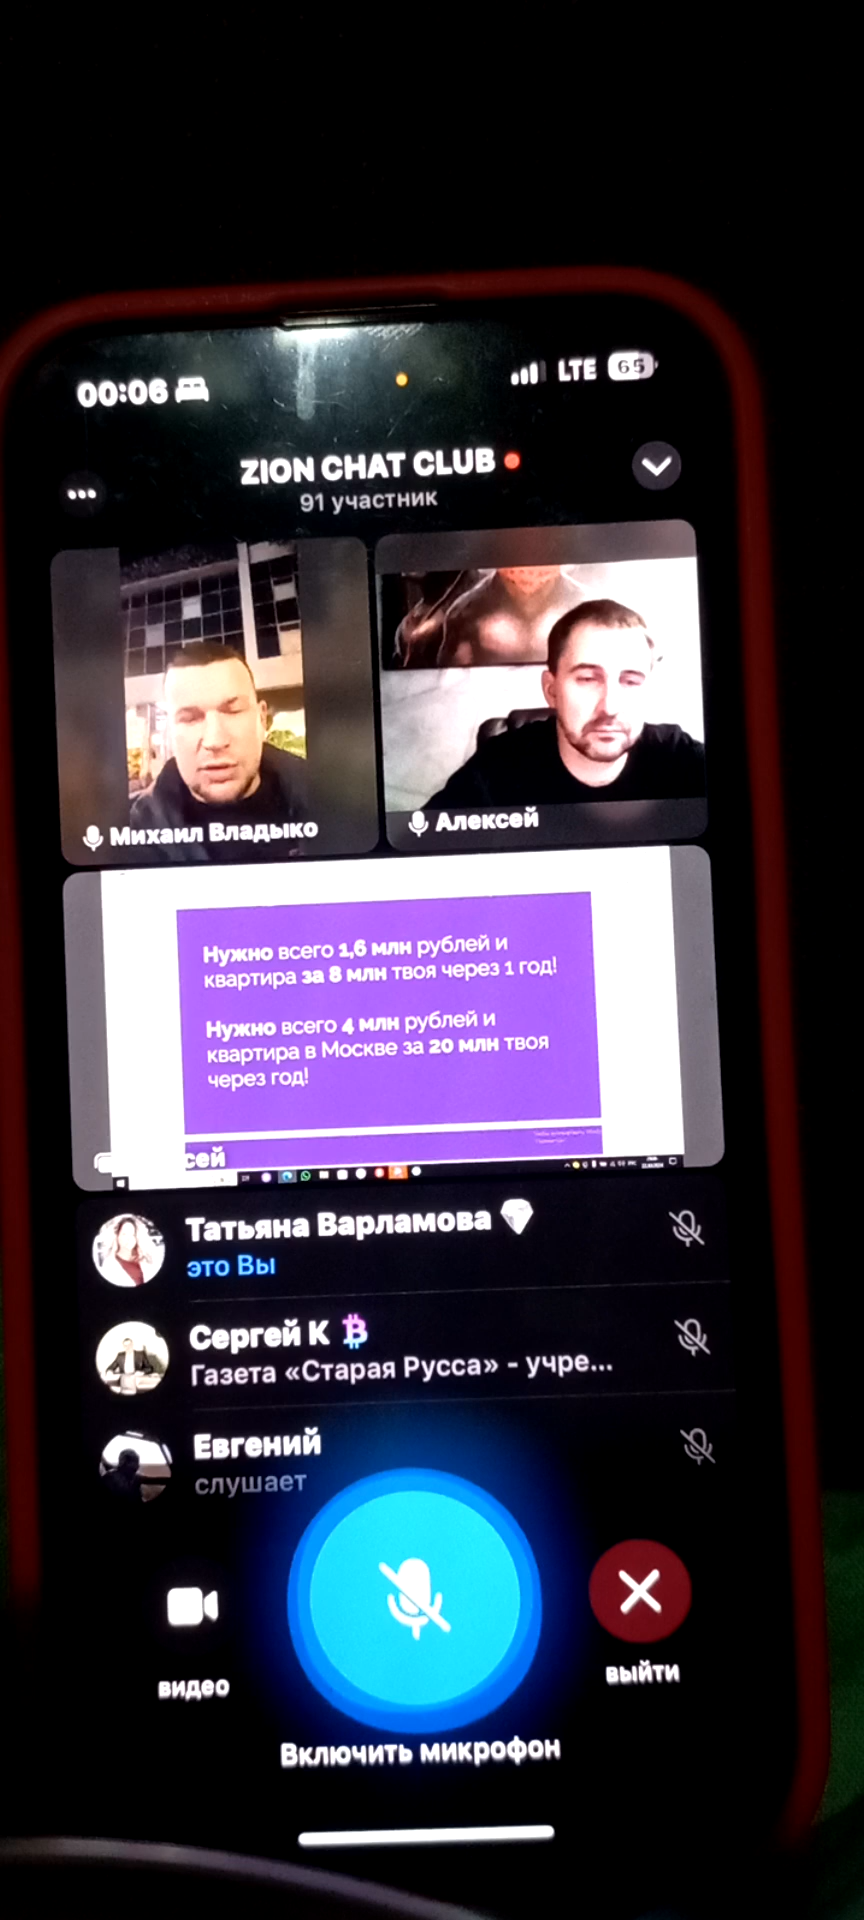 00:06
LTE 65
ZION CHAT CLUB
91 участник
Михаил Владыко
Алексей
Нужно всего 1,6 млн рублей и
квартира за 8 млн твоя через 1 год!
Нужно всего 4 млн рублей и
квартира в Москве за 20 млн твоя
через год!
сей
Татьяна Варламова
это Вы
Сергей К
Газета «Старая Русса» - учре...
Евгений
слушает
видео
выйти
Включить микрофон